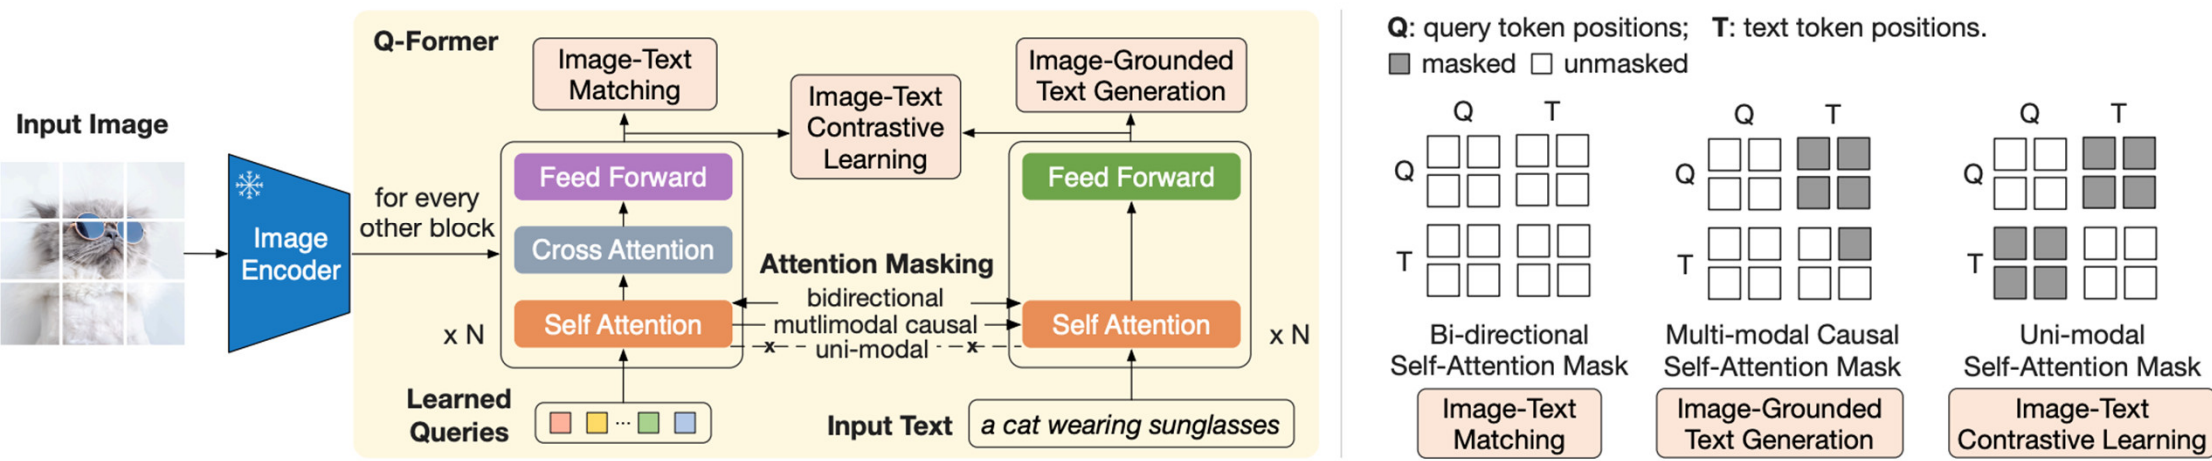 Q-Former
Input Image
Image
Encoder
for every
other block
Image-Text
Matching
Image-Text
Contrastive
Learning
Image-Grounded
Text Generation
Feed Forward
Cross Attention
Self Attention
x N
Feed Forward
Self Attention
x N
Attention Masking
bidirectional
mutlimodal causal
x uni-modal x
Learned
Queries
...
Input Text
a cat wearing sunglasses
Q: query token positions; T: text token positions.
masked unmasked
Q T
Q
T
Bi-directional
Self-Attention Mask
Image-Text
Matching
Q T
Q
T
Multi-modal Causal
Self-Attention Mask
Image-Grounded
Text Generation
Q T
Q
T
Uni-modal
Self-Attention Mask
Image-Text
Contrastive Learning